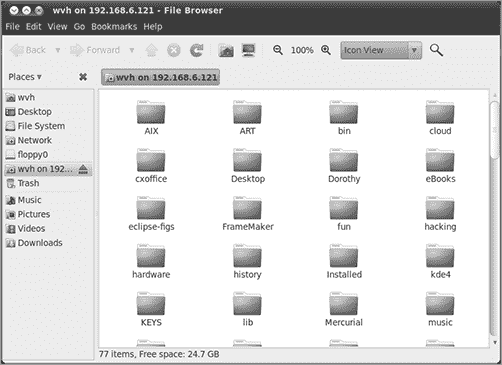 wvh on 192.168.6.121 - File Browser
File Edit View Go Bookmarks Help
Back Forward 100% Icon View
Places wvh on 192.168.6.121
wvh
Desktop
File System
Network
floppy0
wvh on 192...
Trash
Music
Pictures
Videos
Downloads
AIX ART bin cloud
cxoffice Desktop Dorothy eBooks
eclipse-figs FrameMaker fun hacking
hardware history Installed kde4
KEYS lib Mercurial music
77 items, Free space: 24.7 GB